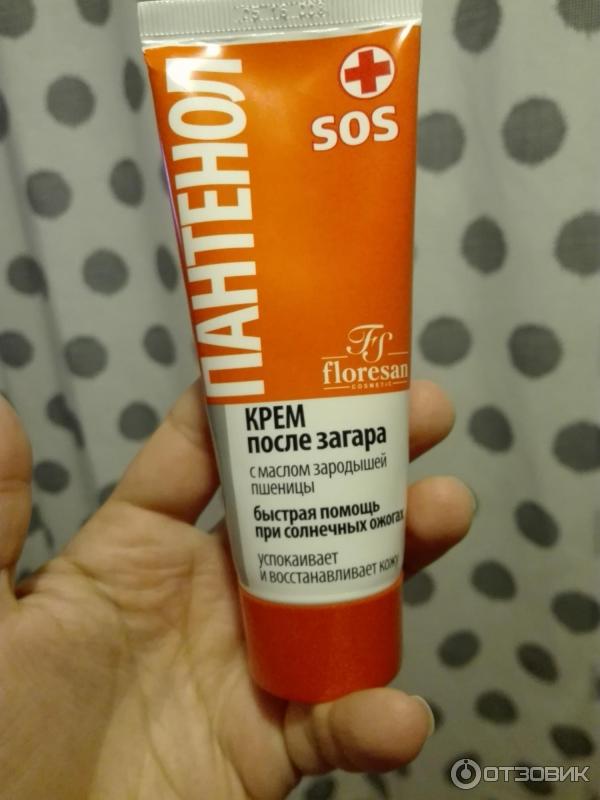 ПАНТЕНОЛ
SOS
FS
floresan
COSMETIC
КРЕМ
после загара
с маслом зародышей
пшеницы
быстрая помощь
при солнечных ожогах
успокаивает
и восстанавливает кожу
ОТЗОВИК